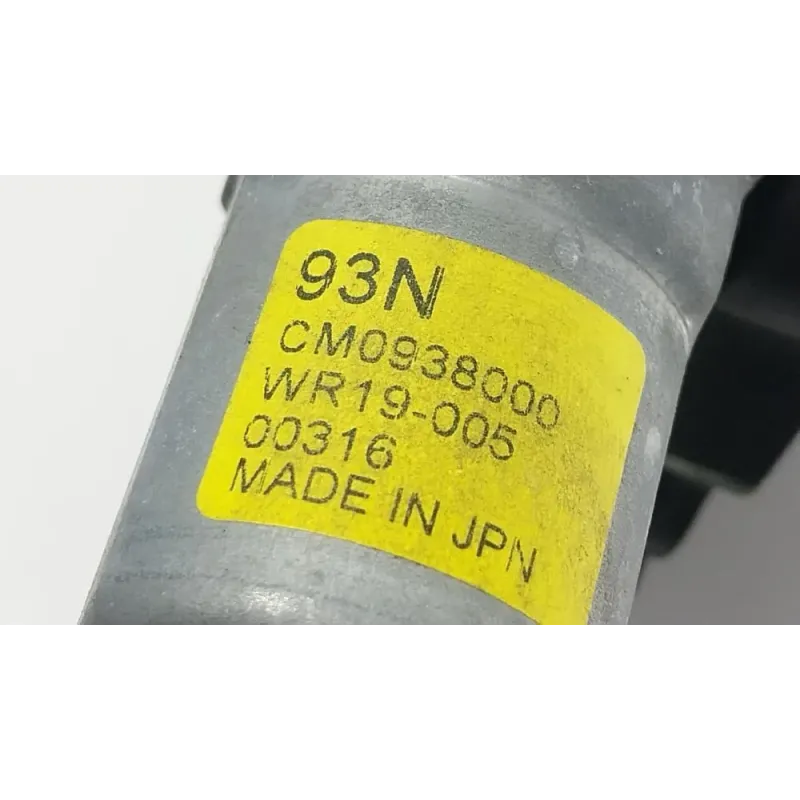 93N
CM0938000
WR19-005
00316
MADE IN JPN